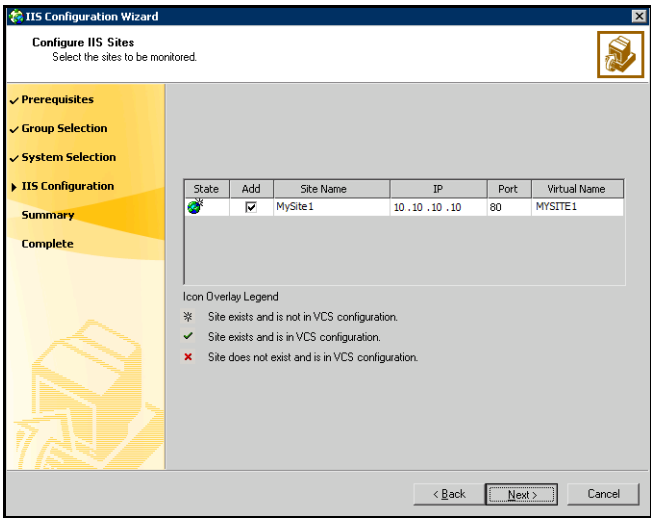 IIS Configuration Wizard
Configure IIS Sites
Select the sites to be monitored.
Prerequisites
Group Selection
System Selection
IIS Configuration
Summary
Complete
State Add Site Name IP Port Virtual Name
MySite1 10 . 10 . 10 . 10 80 MYSITE1
Icon Overlay Legend
Site exists and is not in VCS configuration.
Site exists and is in VCS configuration.
Site does not exist and is in VCS configuration.
< Back Next > Cancel